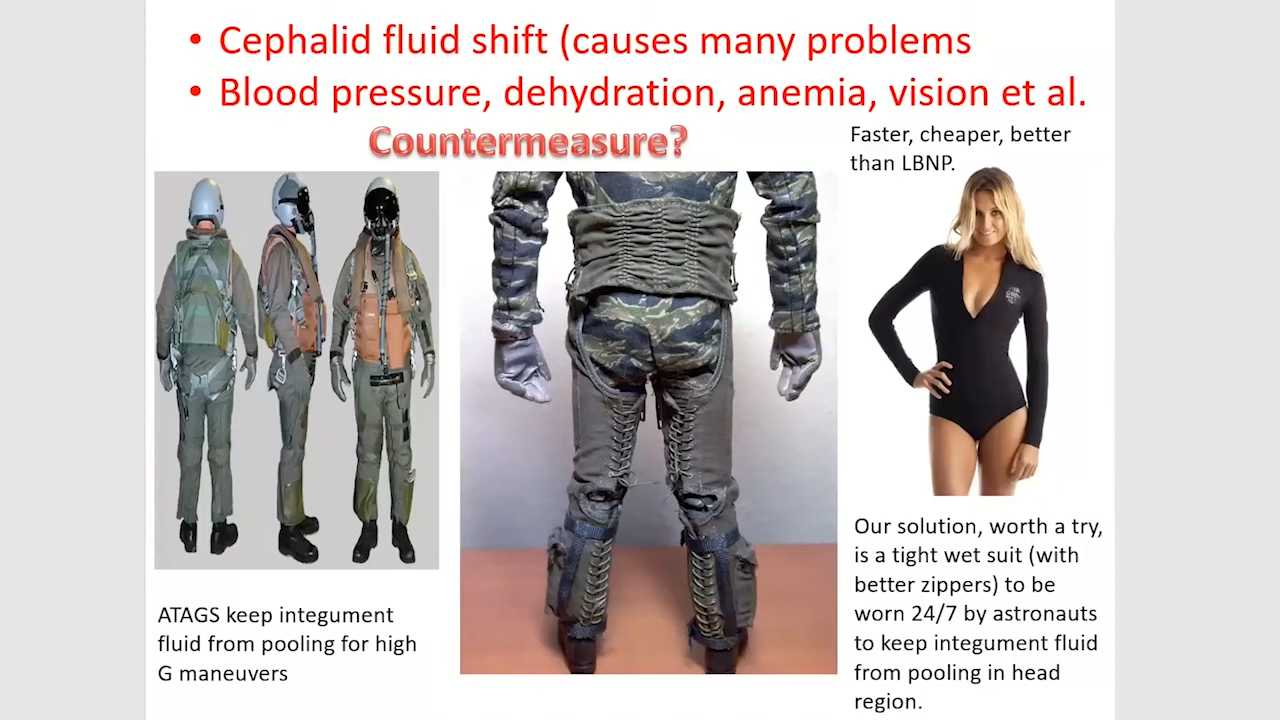 • Cephalid fluid shift (causes many problems
• Blood pressure, dehydration, anemia, vision et al.
Countermeasure?
Faster, cheaper, better
than LBNP.
ATAGS keep integument
fluid from pooling for high
G maneuvers
Our solution, worth a try,
is a tight wet suit (with
better zippers) to be
worn 24/7 by astronauts
to keep integument fluid
from pooling in head
region.